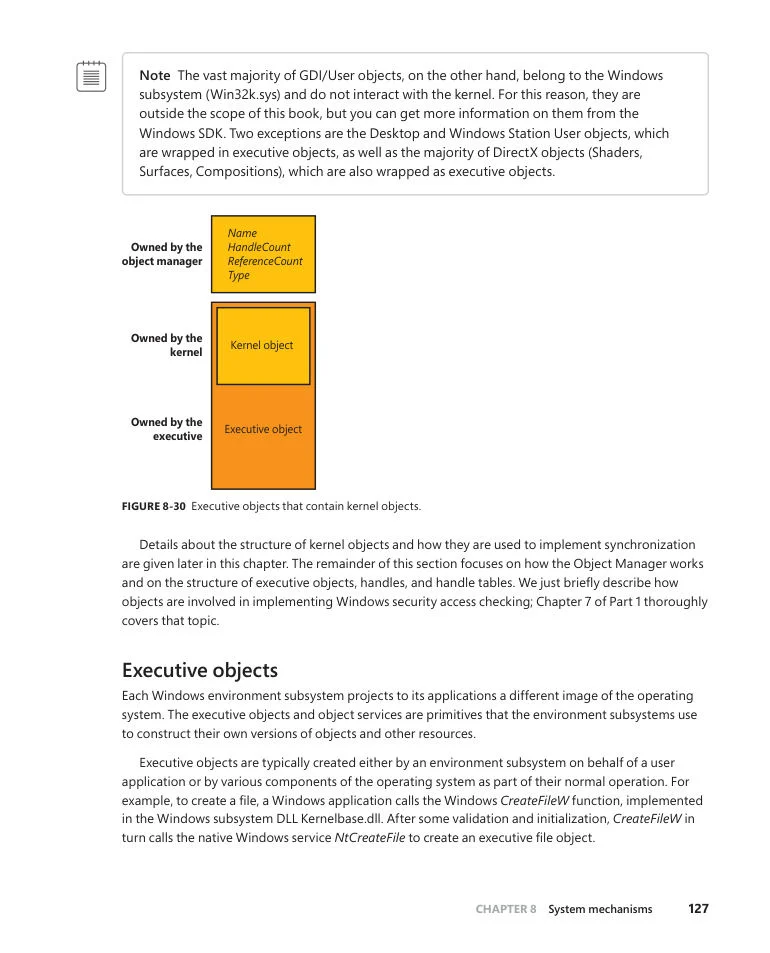 Note The vast majority of GDI/User objects, on the other hand, belong to the Windows
subsystem (Win32k.sys) and do not interact with the kernel. For this reason, they are
outside the scope of this book, but you can get more information on them from the
Windows SDK. Two exceptions are the Desktop and Windows Station User objects, which
are wrapped in executive objects, as well as the majority of DirectX objects (Shaders,
Surfaces, Compositions), which are also wrapped as executive objects.
Owned by the
object manager
Name
HandleCount
ReferenceCount
Type
Owned by the
kernel
Kernel object
Owned by the
executive
Executive object
FIGURE 8-30 Executive objects that contain kernel objects.
Details about the structure of kernel objects and how they are used to implement synchronization
are given later in this chapter. The remainder of this section focuses on how the Object Manager works
and on the structure of executive objects, handles, and handle tables. We just briefly describe how
objects are involved in implementing Windows security access checking; Chapter 7 of Part 1 thoroughly
covers that topic.
Executive objects
Each Windows environment subsystem projects to its applications a different image of the operating
system. The executive objects and object services are primitives that the environment subsystems use
to construct their own versions of objects and other resources.
Executive objects are typically created either by an environment subsystem on behalf of a user
application or by various components of the operating system as part of their normal operation. For
example, to create a file, a Windows application calls the Windows CreateFileW function, implemented
in the Windows subsystem DLL Kernelbase.dll. After some validation and initialization, CreateFileW in
turn calls the native Windows service NtCreateFile to create an executive file object.
CHAPTER 8 System mechanisms 127